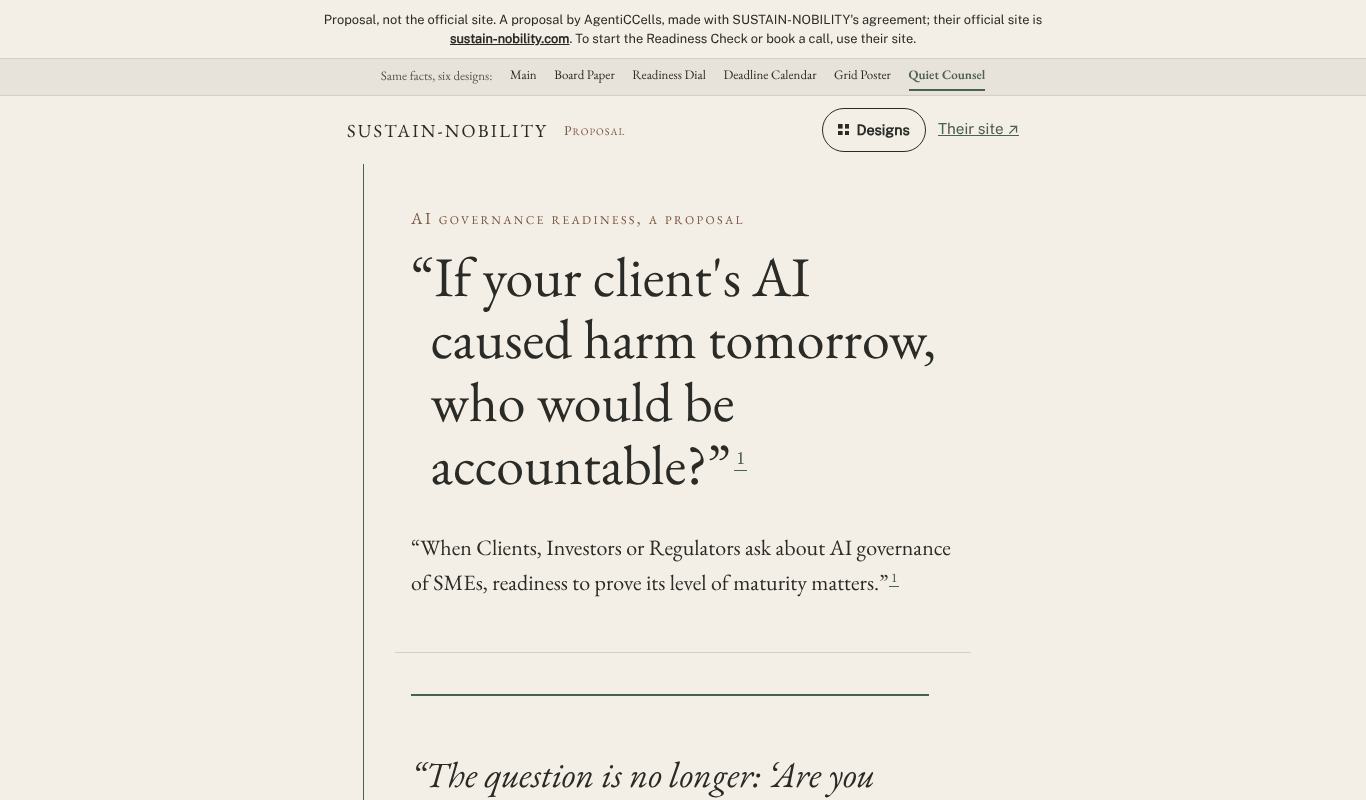 Proposal, not the official site. A proposal by AgentiCCells, made with SUSTAIN-NOBILITY's agreement; their official site is
sustain-nobility.com. To start the Readiness Check or book a call, use their site.
Same facts, six designs: Main Board Paper Readiness Dial Deadline Calendar Grid Poster Quiet Counsel
SUSTAIN-NOBILITY Proposal Designs Their site ↗
AI governance readiness, a proposal
“If your client's AI
caused harm tomorrow,
who would be
accountable?” 1
“When Clients, Investors or Regulators ask about AI governance
of SMEs, readiness to prove its level of maturity matters.” 1
“The question is no longer: ‘Are you